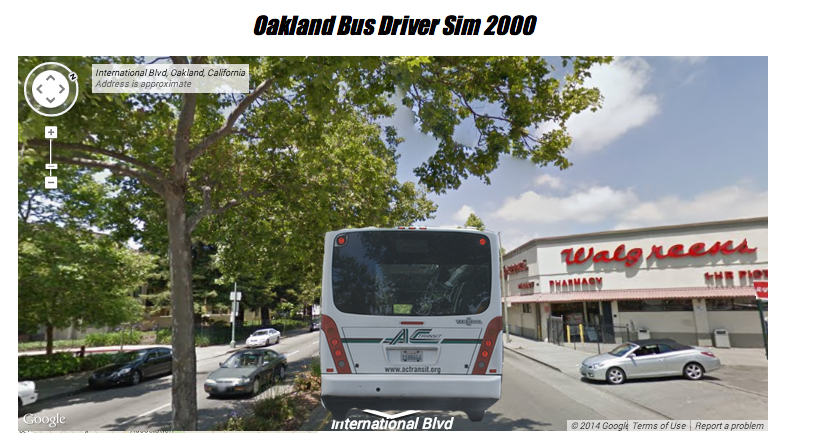 Oakland Bus Driver Sim 2000
International Blvd, Oakland, California
Address is approximate
Walgreens
PHARMACY
AC TRANSIT
www.actransit.org
International Blvd
Google
© 2014 Google Terms of Use Report a problem